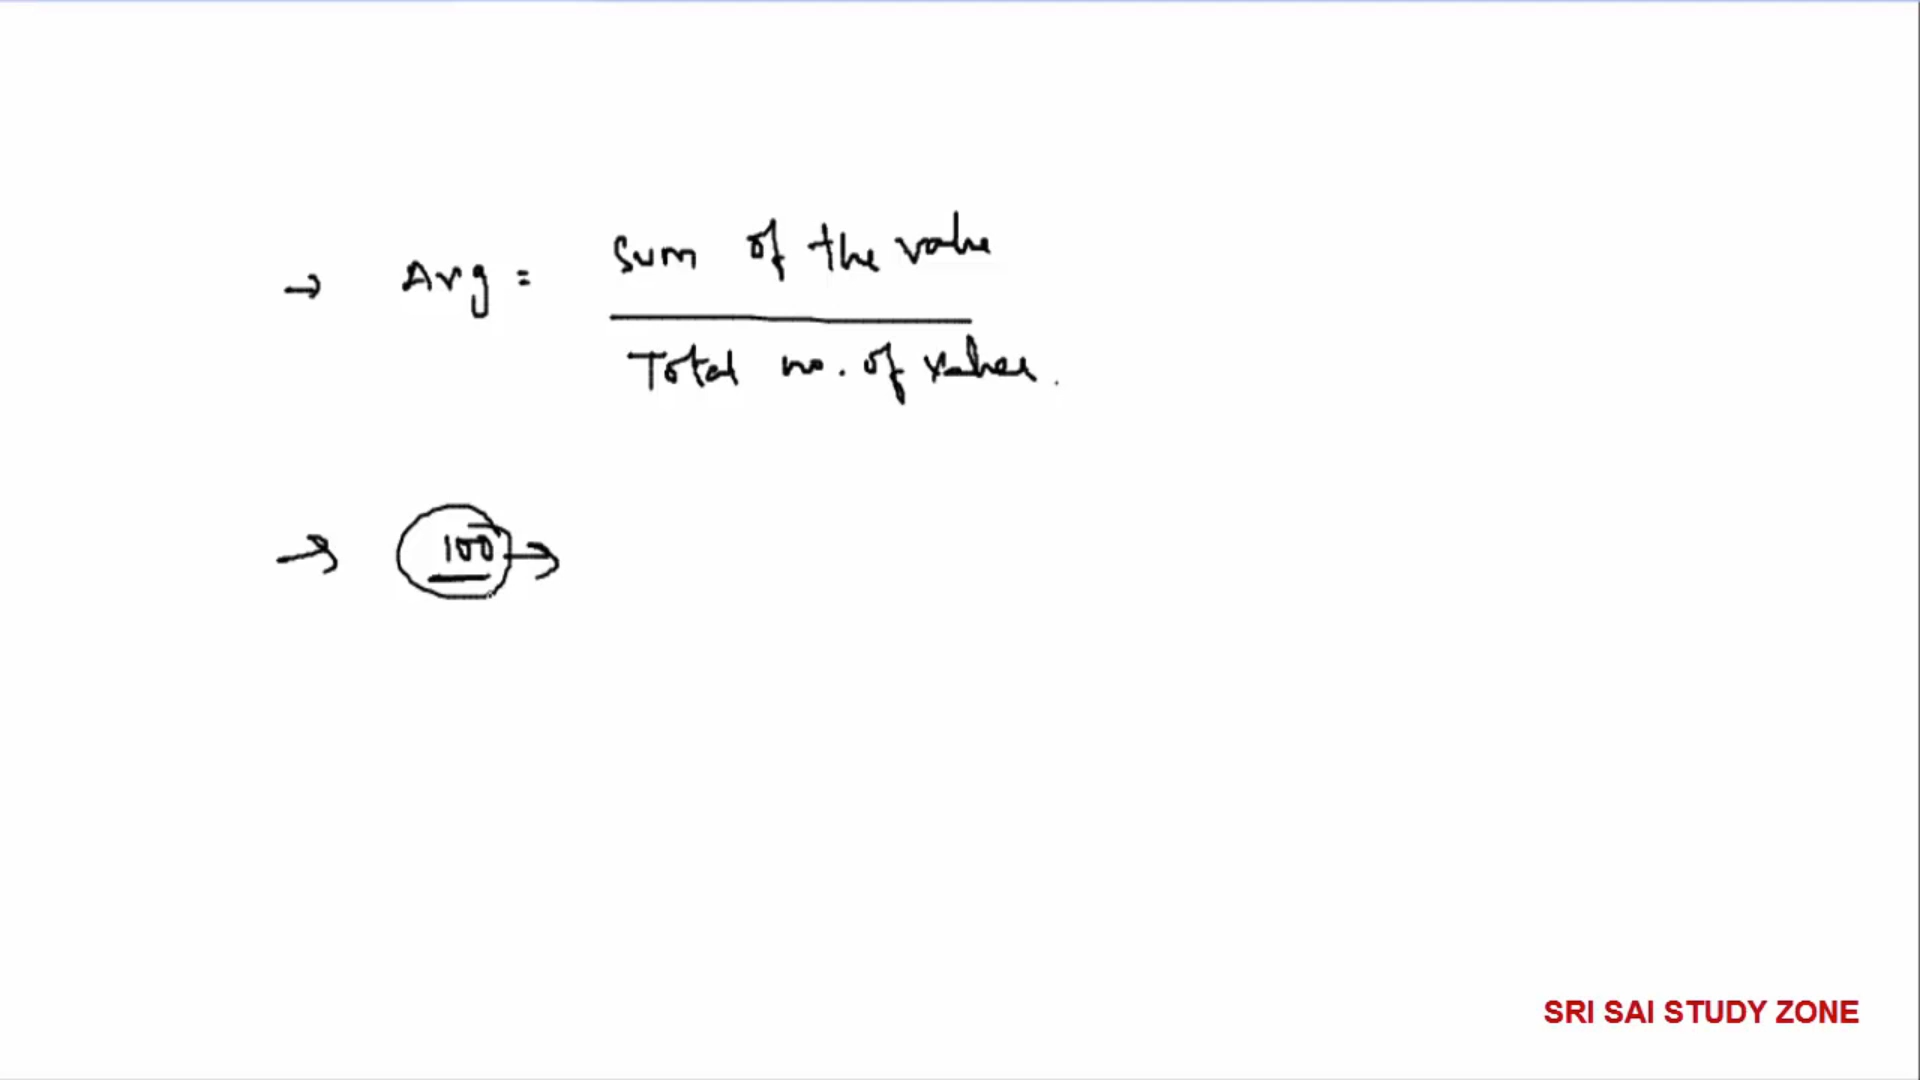 → Avg = Sum of the value
Total no. of values.
→ 100 →
SRI SAI STUDY ZONE